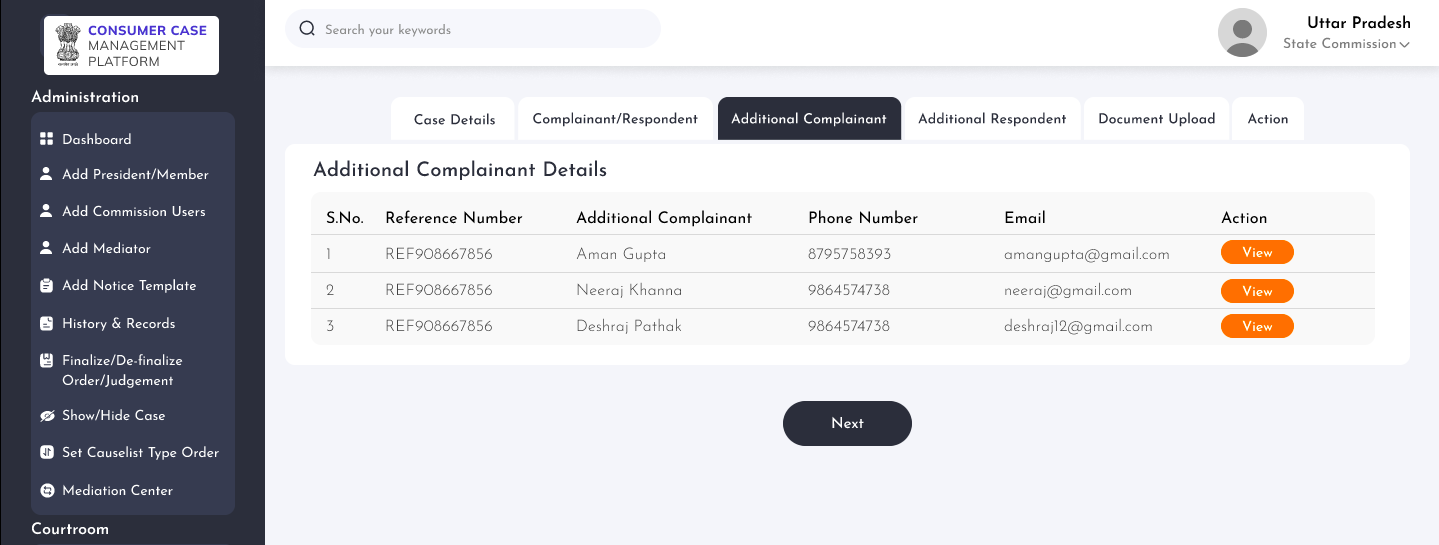 CONSUMER CASE
MANAGEMENT
PLATFORM
Search your keywords
Uttar Pradesh
State Commission
Administration
Dashboard
Add President/Member
Add Commission Users
Add Mediator
Add Notice Template
History & Records
Finalize/De-finalize
Order/Judgement
Show/Hide Case
Set Causelist Type Order
Mediation Center
Courtroom
Case Details Complainant/Respondent Additional Complainant Additional Respondent Document Upload Action
Additional Complainant Details
S.No. Reference Number Additional Complainant Phone Number Email Action
1 REF908667856 Aman Gupta 8795758393 amangupta@gmail.com View
2 REF908667856 Neeraj Khanna 9864574738 neeraj@gmail.com View
3 REF908667856 Deshraj Pathak 9864574738 deshraj12@gmail.com View
Next